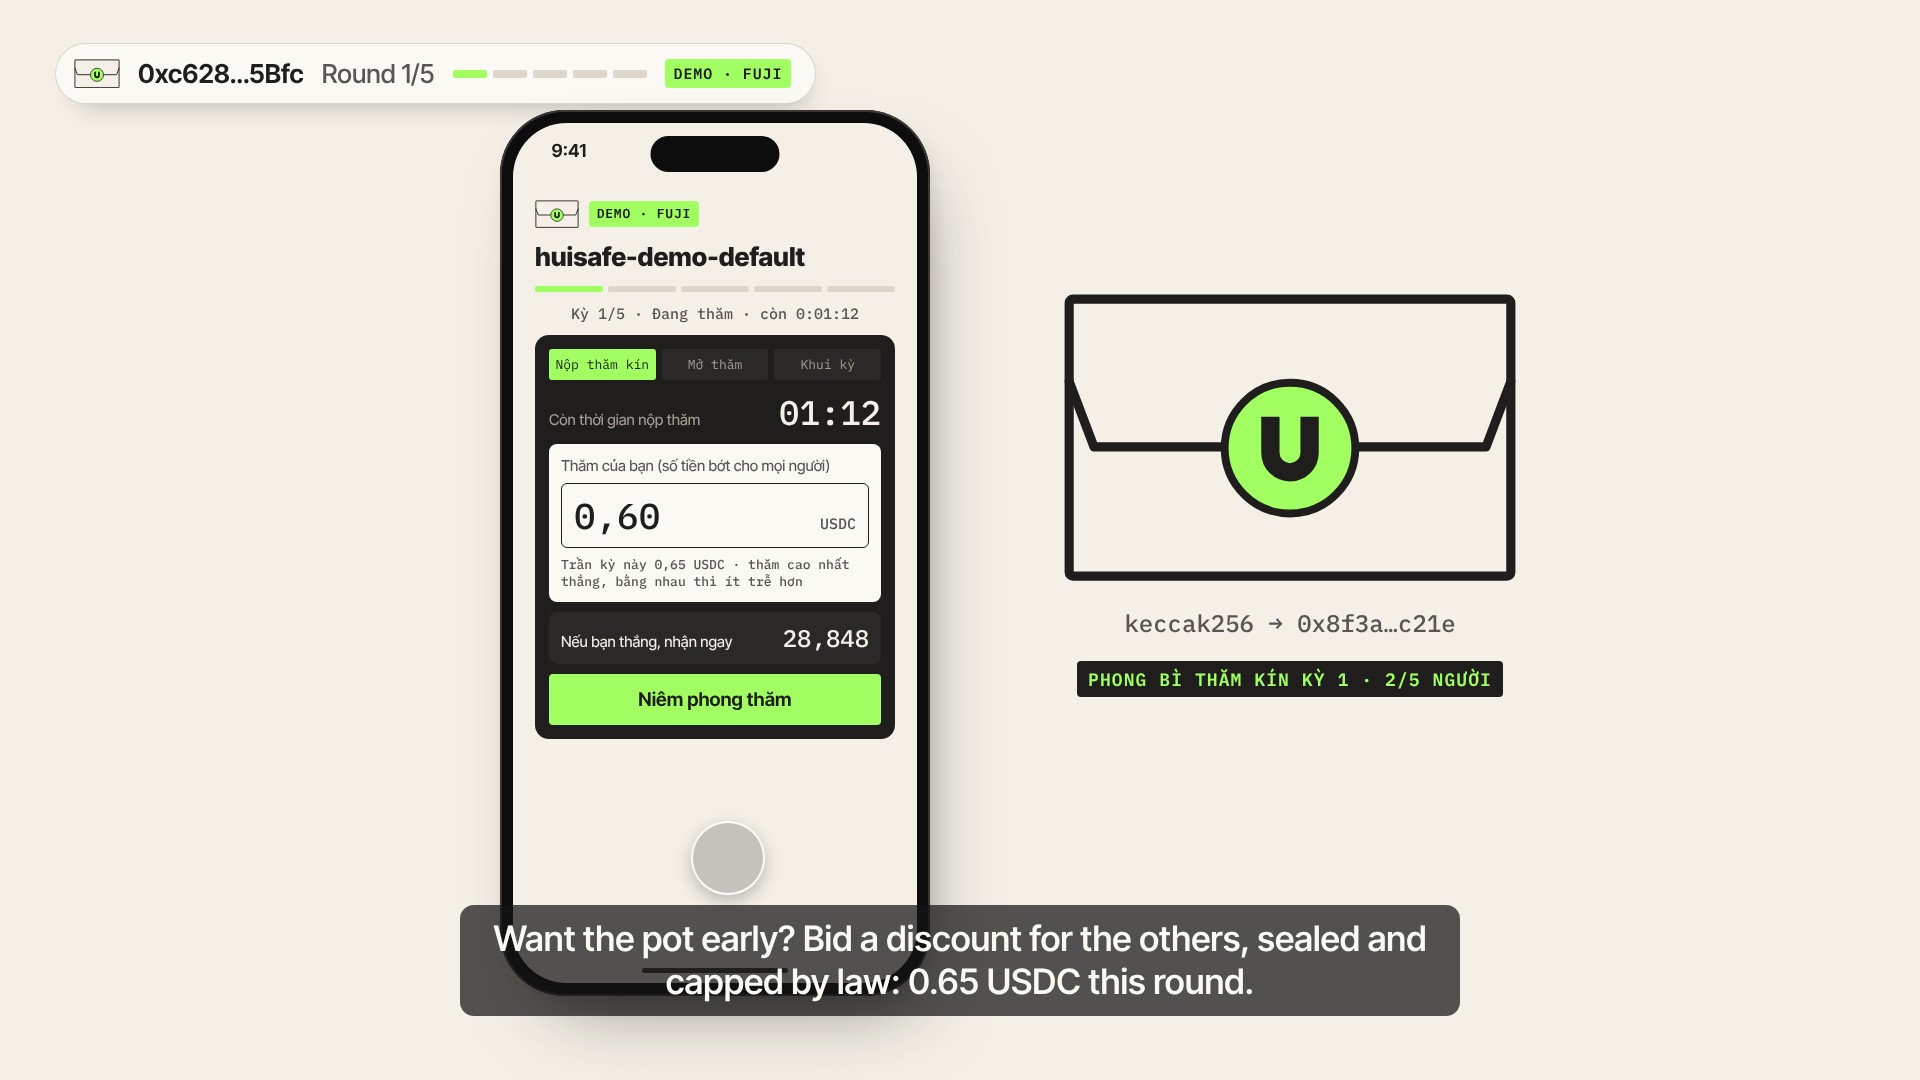 U 0xc628...5Bfc Round 1/5 DEMO · FUJI
9:41
U DEMO · FUJI
huisafe-demo-default
Kỳ 1/5 · Đang thăm · còn 0:01:12
Nộp thăm kín Mở thăm Khui kỳ
Còn thời gian nộp thăm 01:12
Thăm của bạn (số tiền bớt cho mọi người)
0,60 USDC
Trần kỳ này 0,65 USDC · thăm cao nhất
thắng, bằng nhau thì ít trễ hơn
Nếu bạn thắng, nhận ngay 28,848
Niêm phong thăm
U
keccak256 → 0x8f3a…c21e
PHONG BÌ THĂM KÍN KỲ 1 · 2/5 NGƯỜI
Want the pot early? Bid a discount for the others, sealed and
capped by law: 0.65 USDC this round.